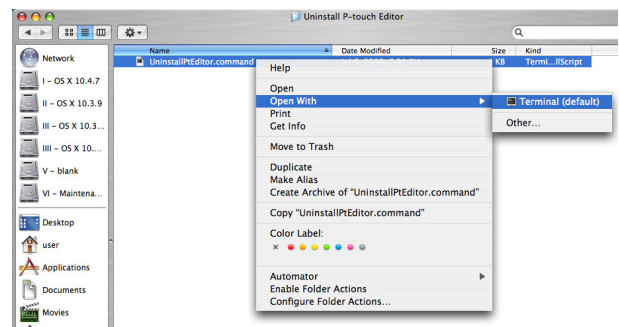 Uninstall P-touch Editor
Name Date Modified Size Kind
UninstallPtEditor.command KB Termi...llScript
Network
I - OS X 10.4.7
II - OS X 10.3.9
III - OS X 10.3...
IIII - OS X 10....
V - blank
VI - Maintena...
Desktop
user
Applications
Documents
Movies
Help
Open
Open With
Print
Get Info
Move to Trash
Duplicate
Make Alias
Create Archive of "UninstallPtEditor.command"
Copy "UninstallPtEditor.command"
Color Label:
Automator
Enable Folder Actions
Configure Folder Actions...
Terminal (default)
Other...